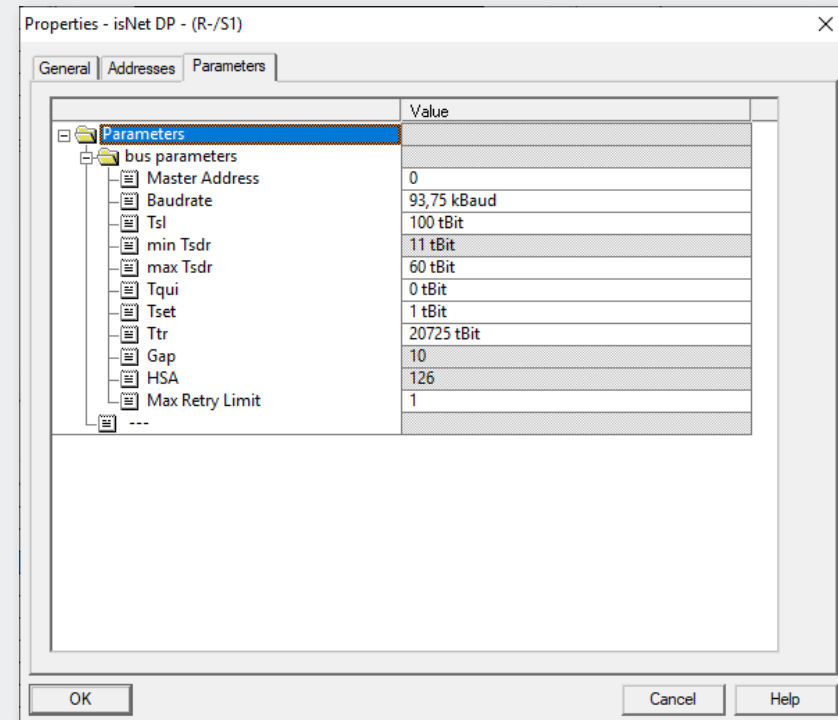 Properties - isNet DP - (R-/S1)
General Addresses Parameters
Value
Parameters
bus parameters
Master Address 0
Baudrate 93,75 kBaud
Tsl 100 tBit
min Tsdr 11 tBit
max Tsdr 60 tBit
Tqui 0 tBit
Tset 1 tBit
Ttr 20725 tBit
Gap 10
HSA 126
Max Retry Limit 1
---
OK Cancel Help